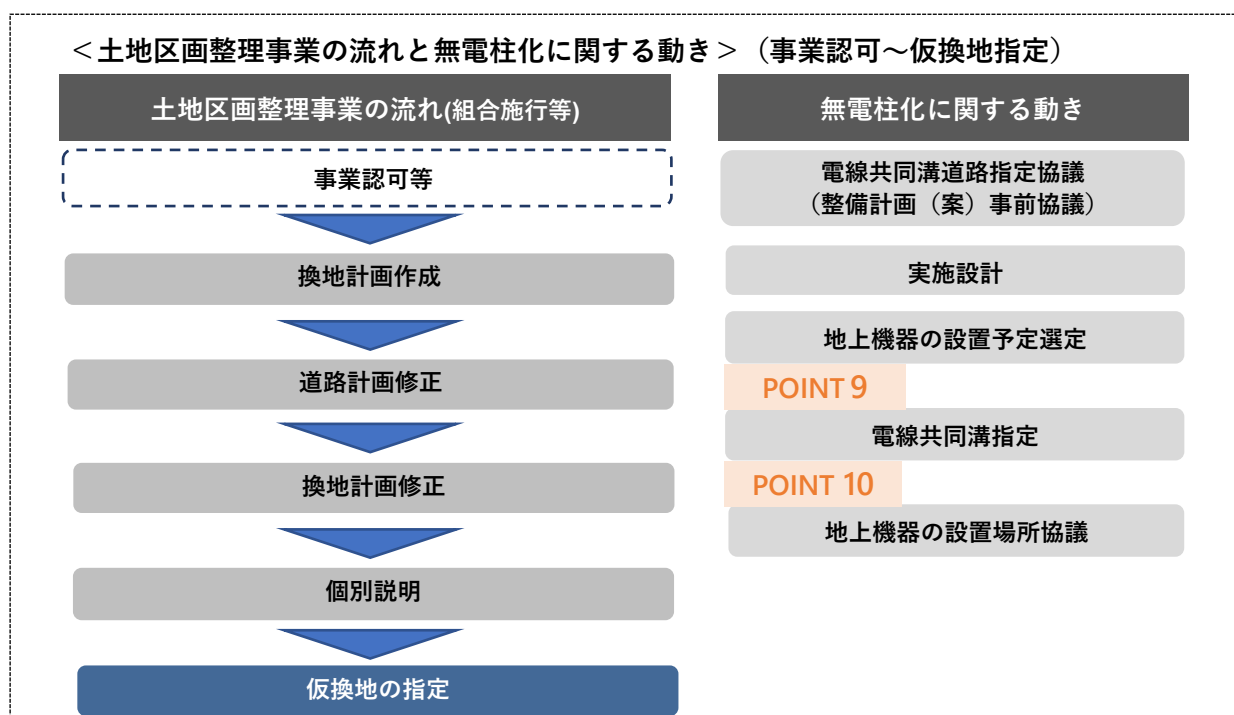 ＜土地区画整理事業の流れと無電柱化に関する動き＞（事業認可～仮換地指定）
土地区画整理事業の流れ(組合施行等)
事業認可等
換地計画作成
道路計画修正
換地計画修正
個別説明
仮換地の指定
無電柱化に関する動き
電線共同溝道路指定協議
（整備計画（案）事前協議）
実施設計
地上機器の設置予定選定
POINT 9
電線共同溝指定
POINT 10
地上機器の設置場所協議